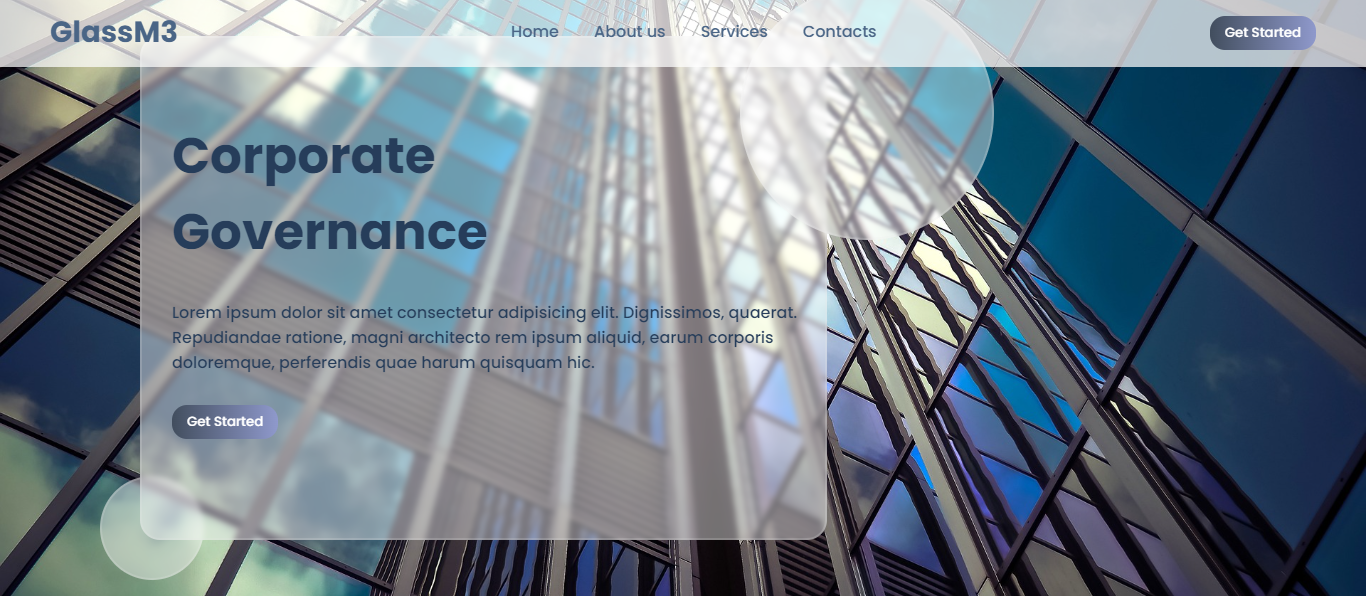 GlassM3
Home About us Services Contacts
Get Started
Corporate
Governance
Lorem ipsum dolor sit amet consectetur adipisicing elit. Dignissimos, quaerat.
Repudiandae ratione, magni architecto rem ipsum aliquid, earum corporis
doloremque, perferendis quae harum quisquam hic.
Get Started